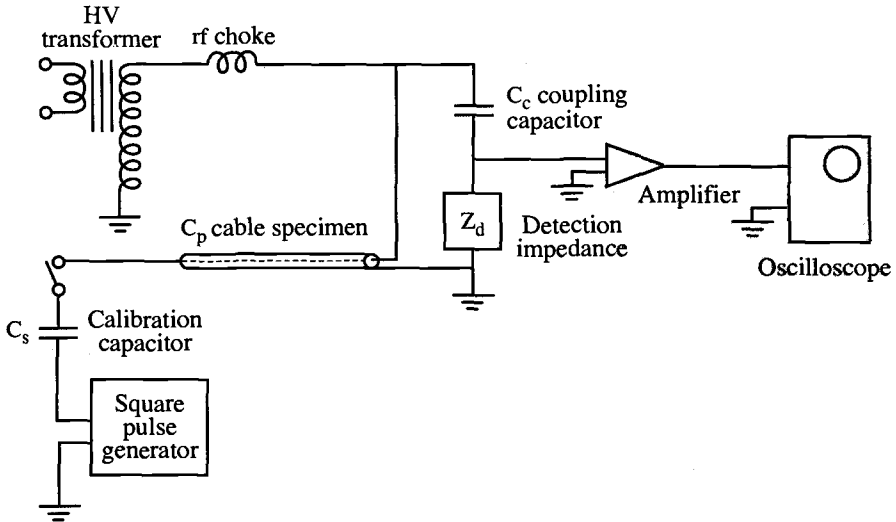 HV
transformer
rf choke
C_c coupling
capacitor
Amplifier
C_p cable specimen
Z_d
Detection
impedance
Oscilloscope
C_s
Calibration
capacitor
Square
pulse
generator